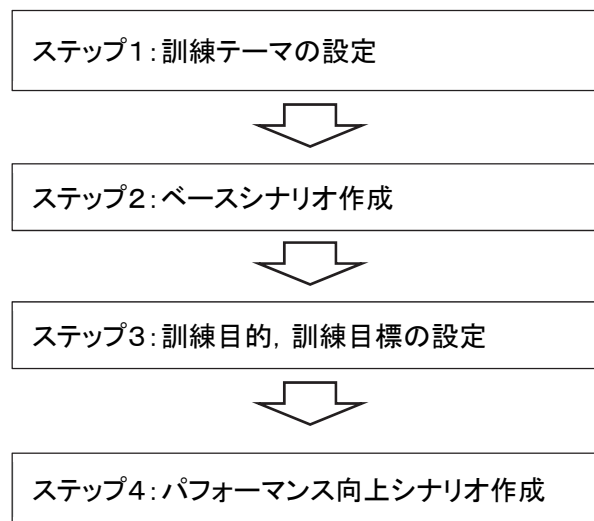 ステップ1：訓練テーマの設定
ステップ2：ベースシナリオ作成
ステップ3：訓練目的，訓練目標の設定
ステップ4：パフォーマンス向上シナリオ作成